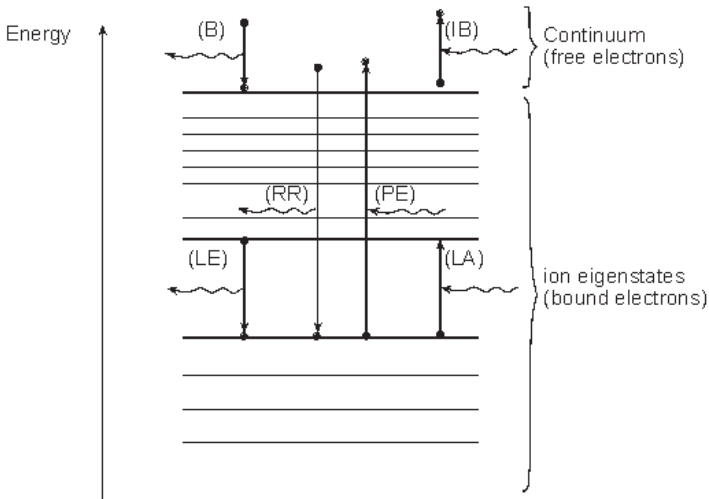 Energy
(B)
(IB)
Continuum
(free electrons)
(RR)
(PE)
(LE)
(LA)
ion eigenstates
(bound electrons)